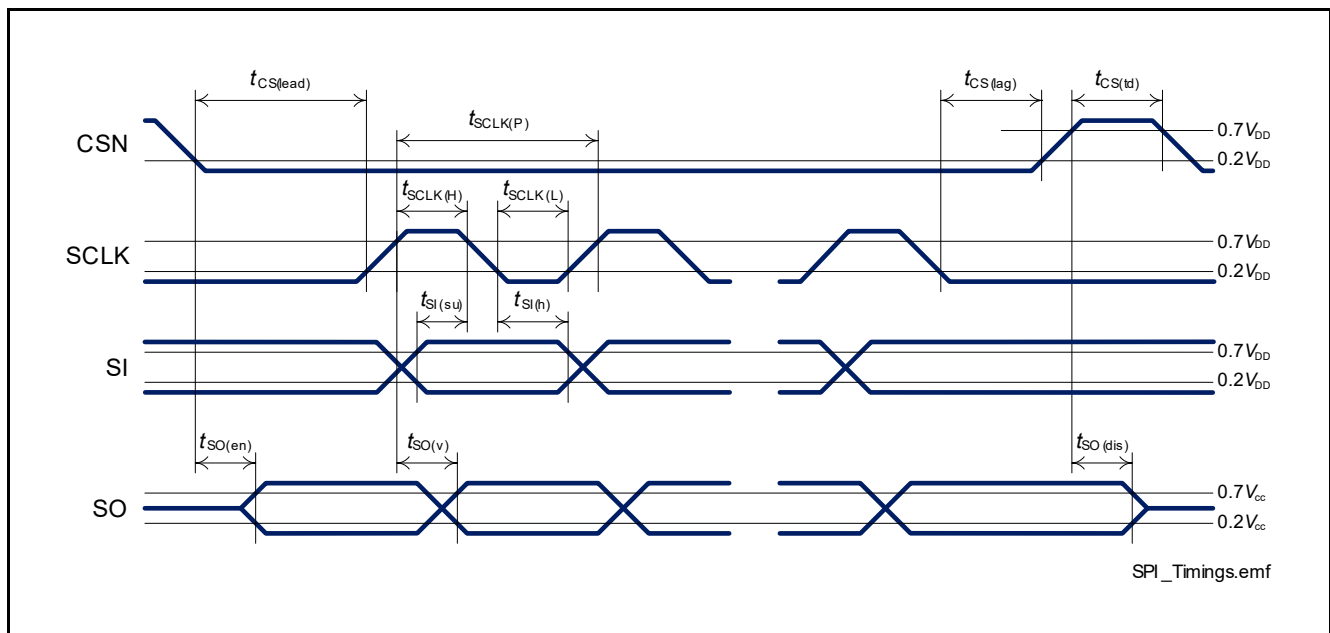 tCS(lead)
tCS(lag)
tCS(td)
tSCLK(P)
CSN
0.7VDD
0.2VDD
tSCLK(H)
tSCLK(L)
SCLK
0.7VDD
0.2VDD
tSI(su)
tSI(h)
SI
0.7VDD
0.2VDD
tSO(en)
tSO(v)
tSO(dis)
SO
0.7Vcc
0.2Vcc
SPI_Timings.emf